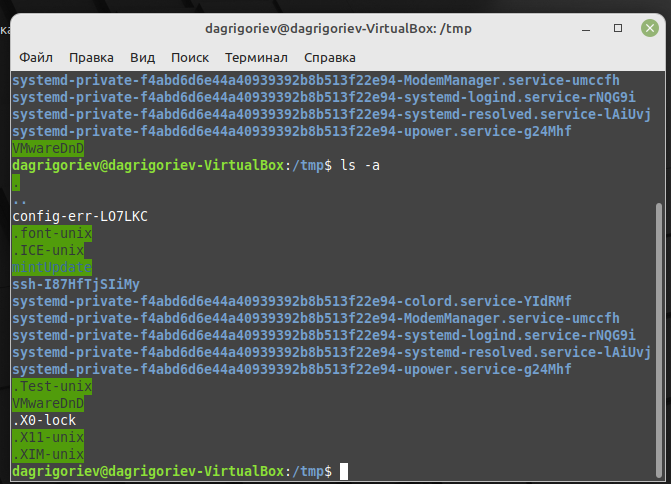 ка
dagrigoriev@dagrigoriev-VirtualBox: /tmp
Файл Правка Вид Поиск Терминал Справка
systemd-private-f4abd6d6e44a40939392b8b513f22e94-ModemManager.service-umccfh
systemd-private-f4abd6d6e44a40939392b8b513f22e94-systemd-logind.service-rNQG9i
systemd-private-f4abd6d6e44a40939392b8b513f22e94-systemd-resolved.service-lAiUvj
systemd-private-f4abd6d6e44a40939392b8b513f22e94-upower.service-g24Mhf
VMwareDnD
dagrigoriev@dagrigoriev-VirtualBox:/tmp$ ls -a
.
..
config-err-LO7LKC
.font-unix
.ICE-unix
mintUpdate
ssh-I87HfTjSIiMy
systemd-private-f4abd6d6e44a40939392b8b513f22e94-colord.service-YIdRMf
systemd-private-f4abd6d6e44a40939392b8b513f22e94-ModemManager.service-umccfh
systemd-private-f4abd6d6e44a40939392b8b513f22e94-systemd-logind.service-rNQG9i
systemd-private-f4abd6d6e44a40939392b8b513f22e94-systemd-resolved.service-lAiUvj
systemd-private-f4abd6d6e44a40939392b8b513f22e94-upower.service-g24Mhf
.Test-unix
VMwareDnD
.X0-lock
.X11-unix
.XIM-unix
dagrigoriev@dagrigoriev-VirtualBox:/tmp$